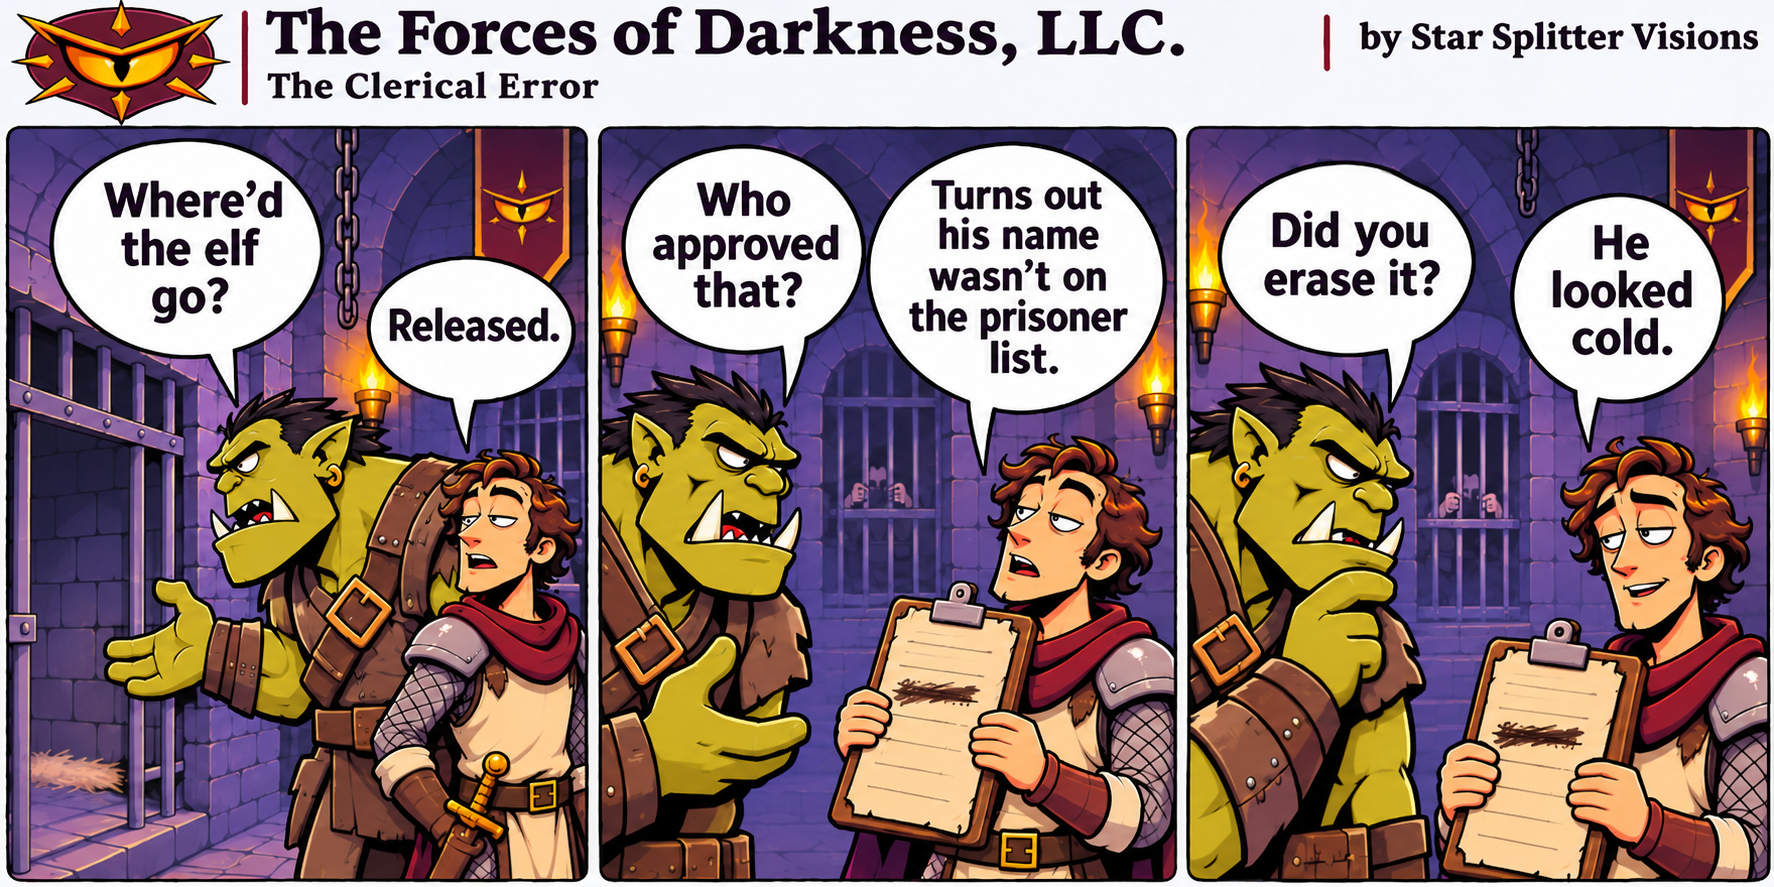 The Forces of Darkness, LLC.
The Clerical Error
by Star Splitter Visions
Where’d
the elf
go?
Released.
Who
approved
that?
Turns out
his name
wasn’t on
the prisoner
list.
Did you
erase it?
He
looked
cold.